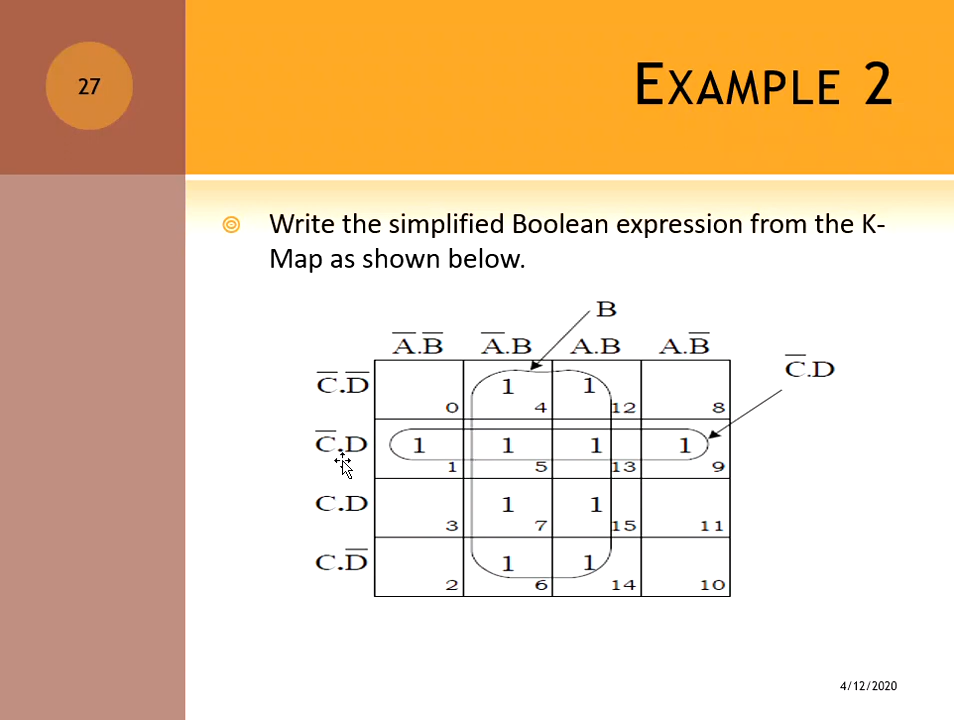 27
EXAMPLE 2
Write the simplified Boolean expression from the K-
Map as shown below.
B
A̅.B̅ A̅.B A.B A.B̅
C̅.D
C̅.D̅ 1 1
0 4 12 8
C̅.D 1 1 1 1
1 5 13 9
C.D 1 1
3 7 15 11
C.D̅ 1 1
2 6 14 10
4/12/2020